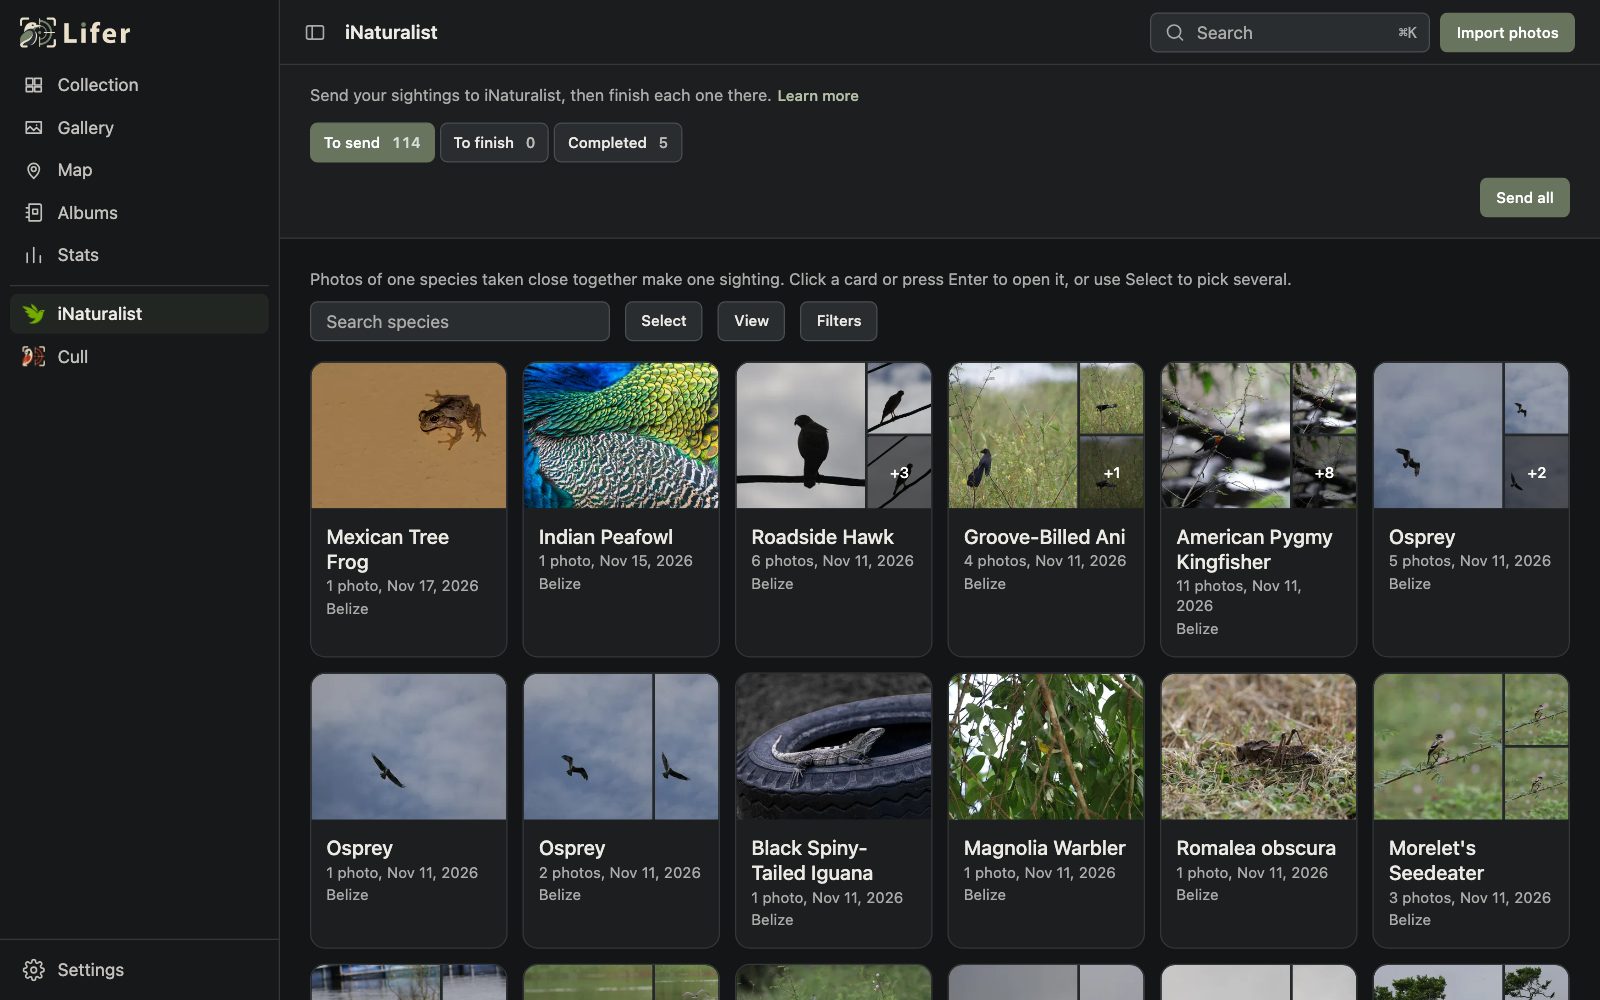 Lifer
Collection
Gallery
Map
Albums
Stats
iNaturalist
Cull
Settings
iNaturalist
Search ⌘K
Import photos
Send your sightings to iNaturalist, then finish each one there. Learn more
To send 114
To finish 0
Completed 5
Send all
Photos of one species taken close together make one sighting. Click a card or press Enter to open it, or use Select to pick several.
Search species
Select
View
Filters
Mexican Tree
Frog
1 photo, Nov 17, 2026
Belize
Indian Peafowl
1 photo, Nov 15, 2026
Belize
+3
Roadside Hawk
6 photos, Nov 11, 2026
Belize
+1
Groove-Billed Ani
4 photos, Nov 11, 2026
Belize
+8
American Pygmy
Kingfisher
11 photos, Nov 11,
2026
Belize
+2
Osprey
5 photos, Nov 11, 2026
Belize
Osprey
1 photo, Nov 11, 2026
Belize
Osprey
2 photos, Nov 11, 2026
Belize
Black Spiny-
Tailed Iguana
1 photo, Nov 11, 2026
Belize
Magnolia Warbler
1 photo, Nov 11, 2026
Belize
Romalea obscura
1 photo, Nov 11, 2026
Belize
Morelet's
Seedeater
3 photos, Nov 11, 2026
Belize